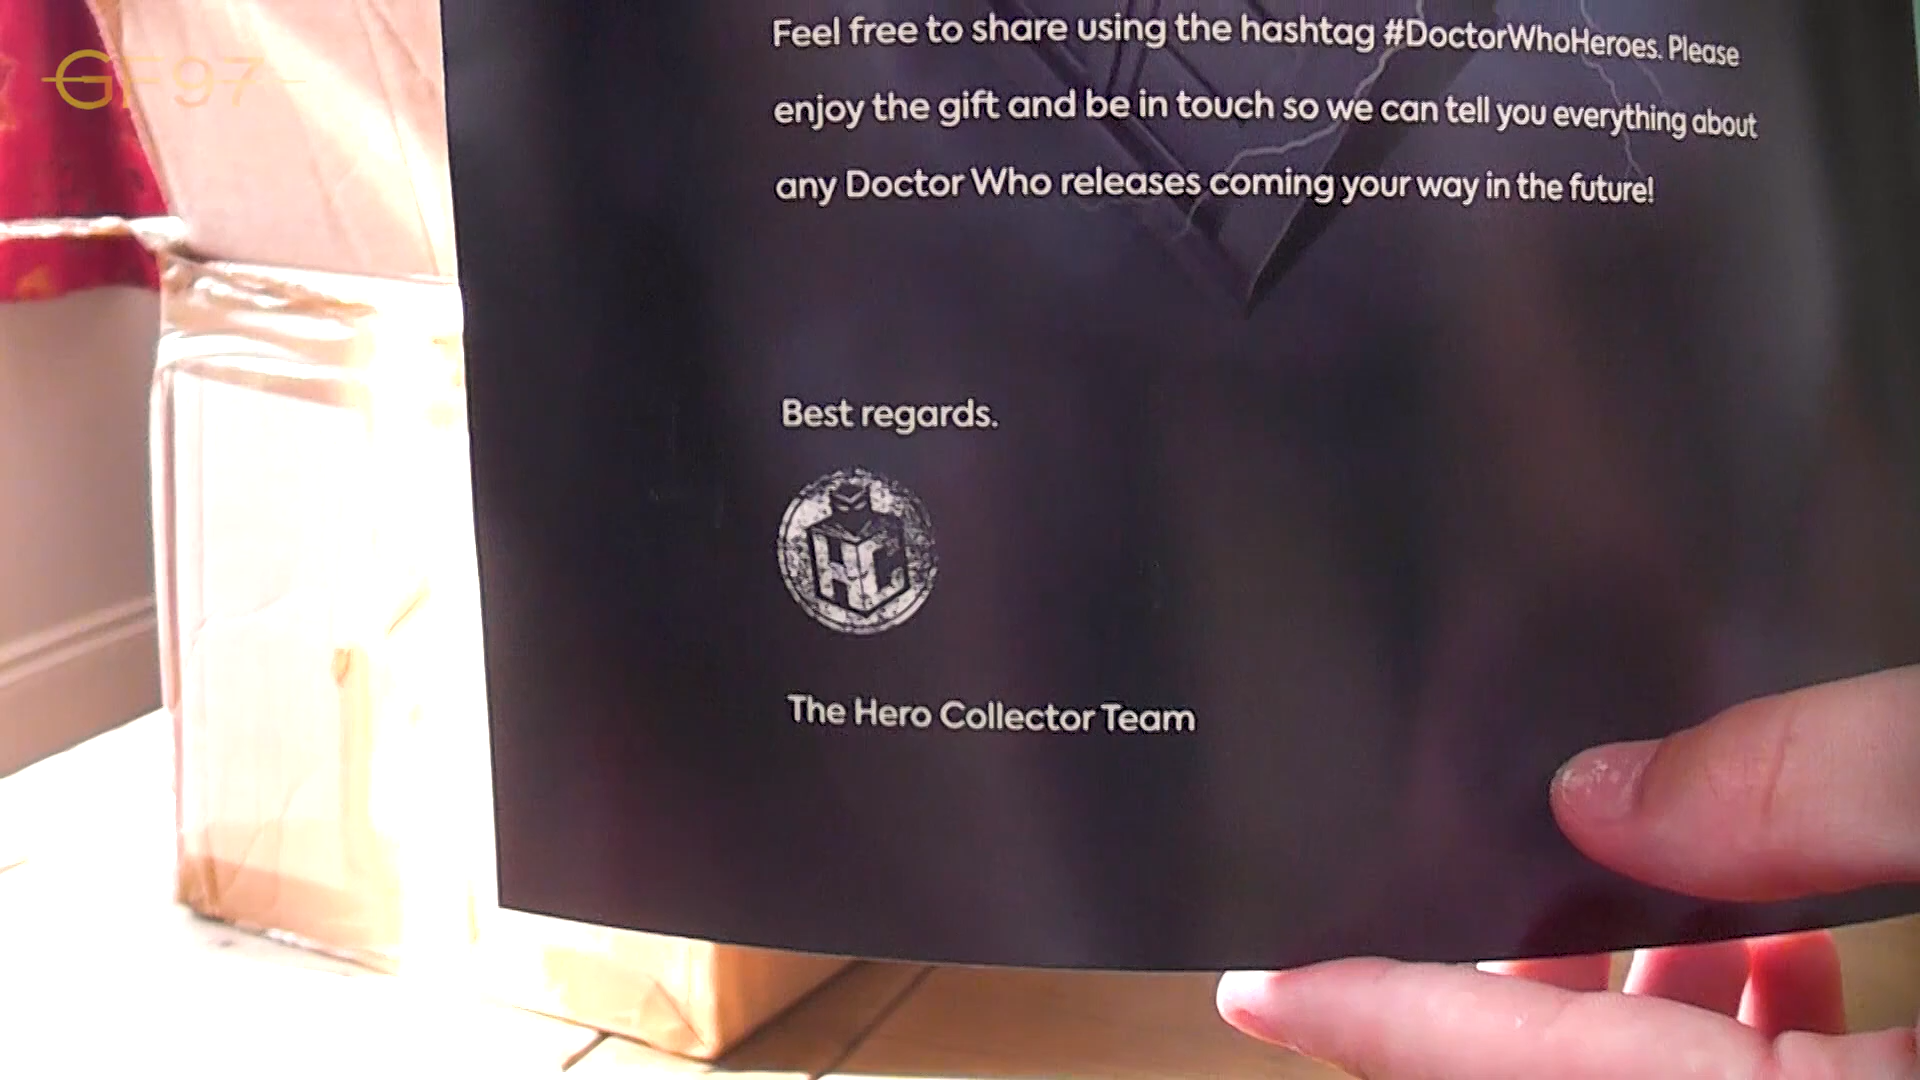 GF97
Feel free to share using the hashtag #DoctorWhoHeroes. Please
enjoy the gift and be in touch so we can tell you everything about
any Doctor Who releases coming your way in the future!
Best regards.
HC
The Hero Collector Team